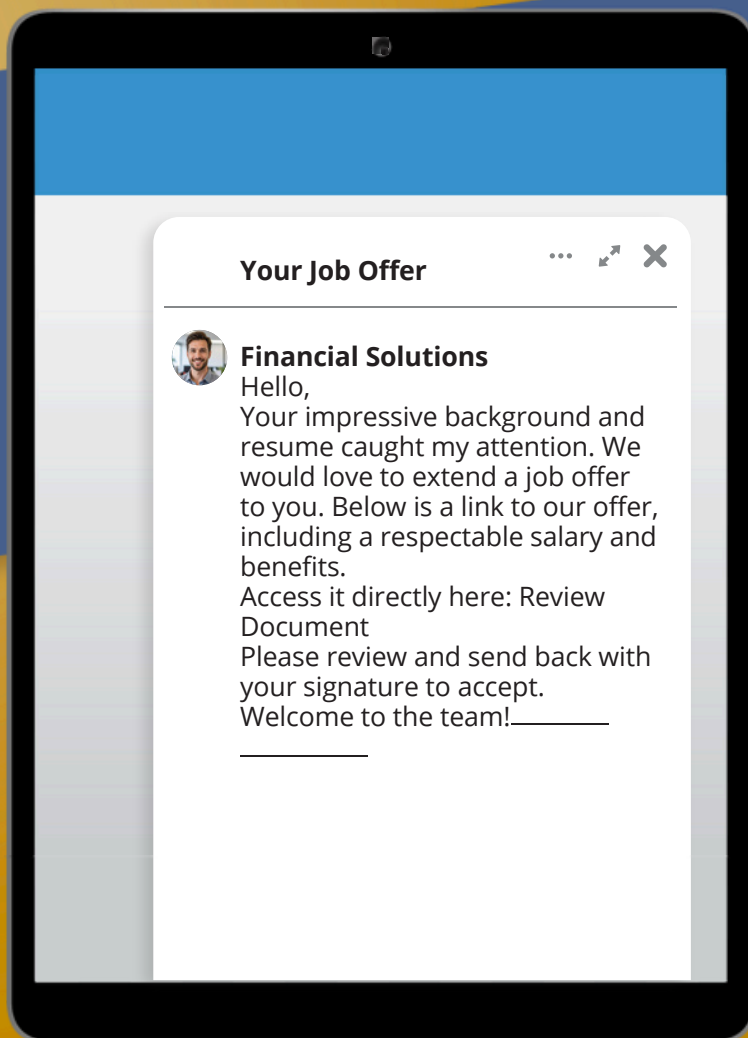 Your Job Offer
Financial Solutions
Hello,
Your impressive background and
resume caught my attention. We
would love to extend a job offer
to you. Below is a link to our offer,
including a respectable salary and
benefits.
Access it directly here: Review
Document
Please review and send back with
your signature to accept.
Welcome to the team!